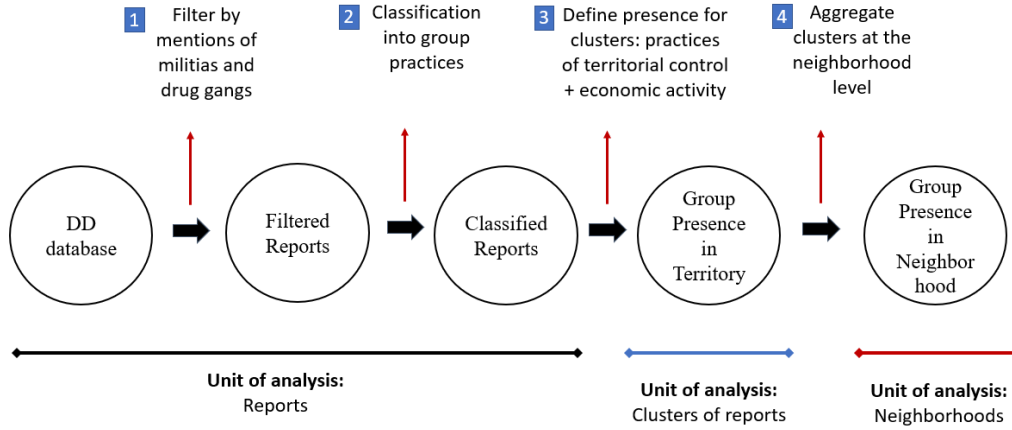 1
Filter by
mentions of
militias and
drug gangs
2
Classification
into group
practices
3
Define presence for
clusters: practices
of territorial control
+ economic activity
4
Aggregate
clusters at the
neighborhood
level
DD
database
Filtered
Reports
Classified
Reports
Group
Presence
in
Territory
Group
Presence
in
Neighbor
hood
Unit of analysis:
Reports
Unit of analysis:
Clusters of reports
Unit of analysis:
Neighborhoods